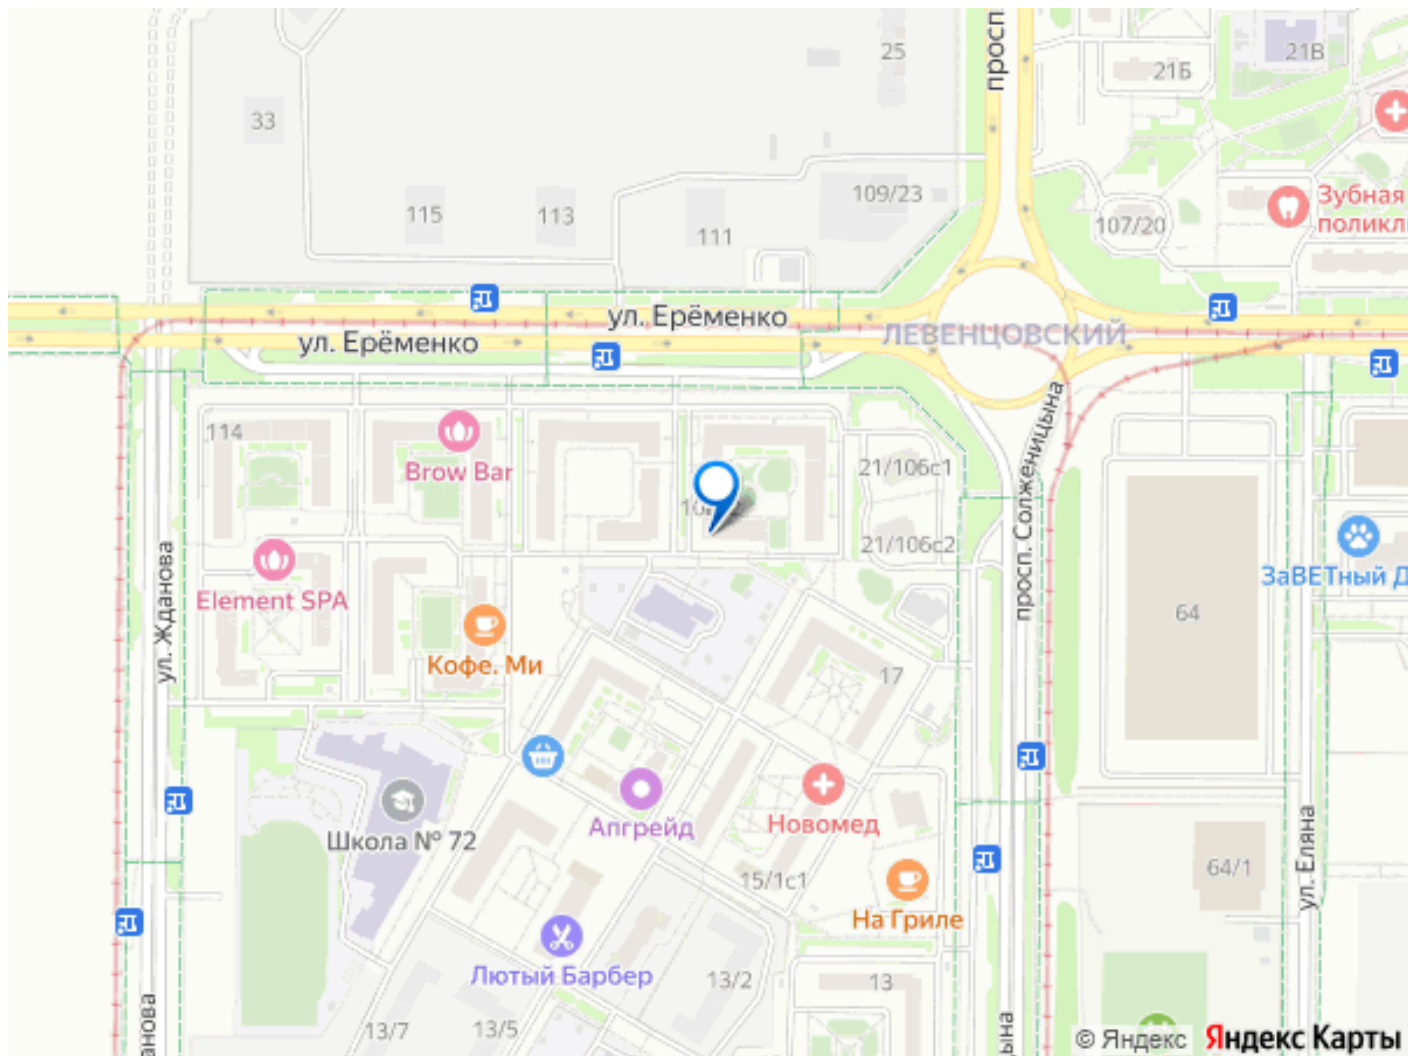 просп
25
21Б
21В
33
115
113
111
109/23
107/20
Зубная
поликл
ул. Ерёменко
ул. Ерёменко
ЛЕВЕНЦОВСКИЙ
114
Brow Bar
21/106с1
21/106с2
просп. Солженицына
ул. Жданова
Element SPA
Кофе. Ми
ЗаВЕТный Д
64
17
Апгрейд
Новомед
Школа № 72
15/1с1
На Гриле
64/1
ул. Еляна
Лютый Барбер
13/2
13
13/7
13/5
анова
ына
© Яндекс Яндекс Карты